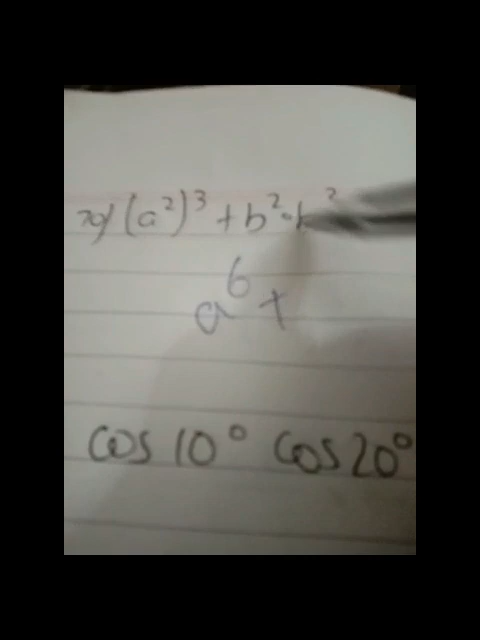 (a²)³ + b² · b
a⁶ +
cos 10° cos 20°